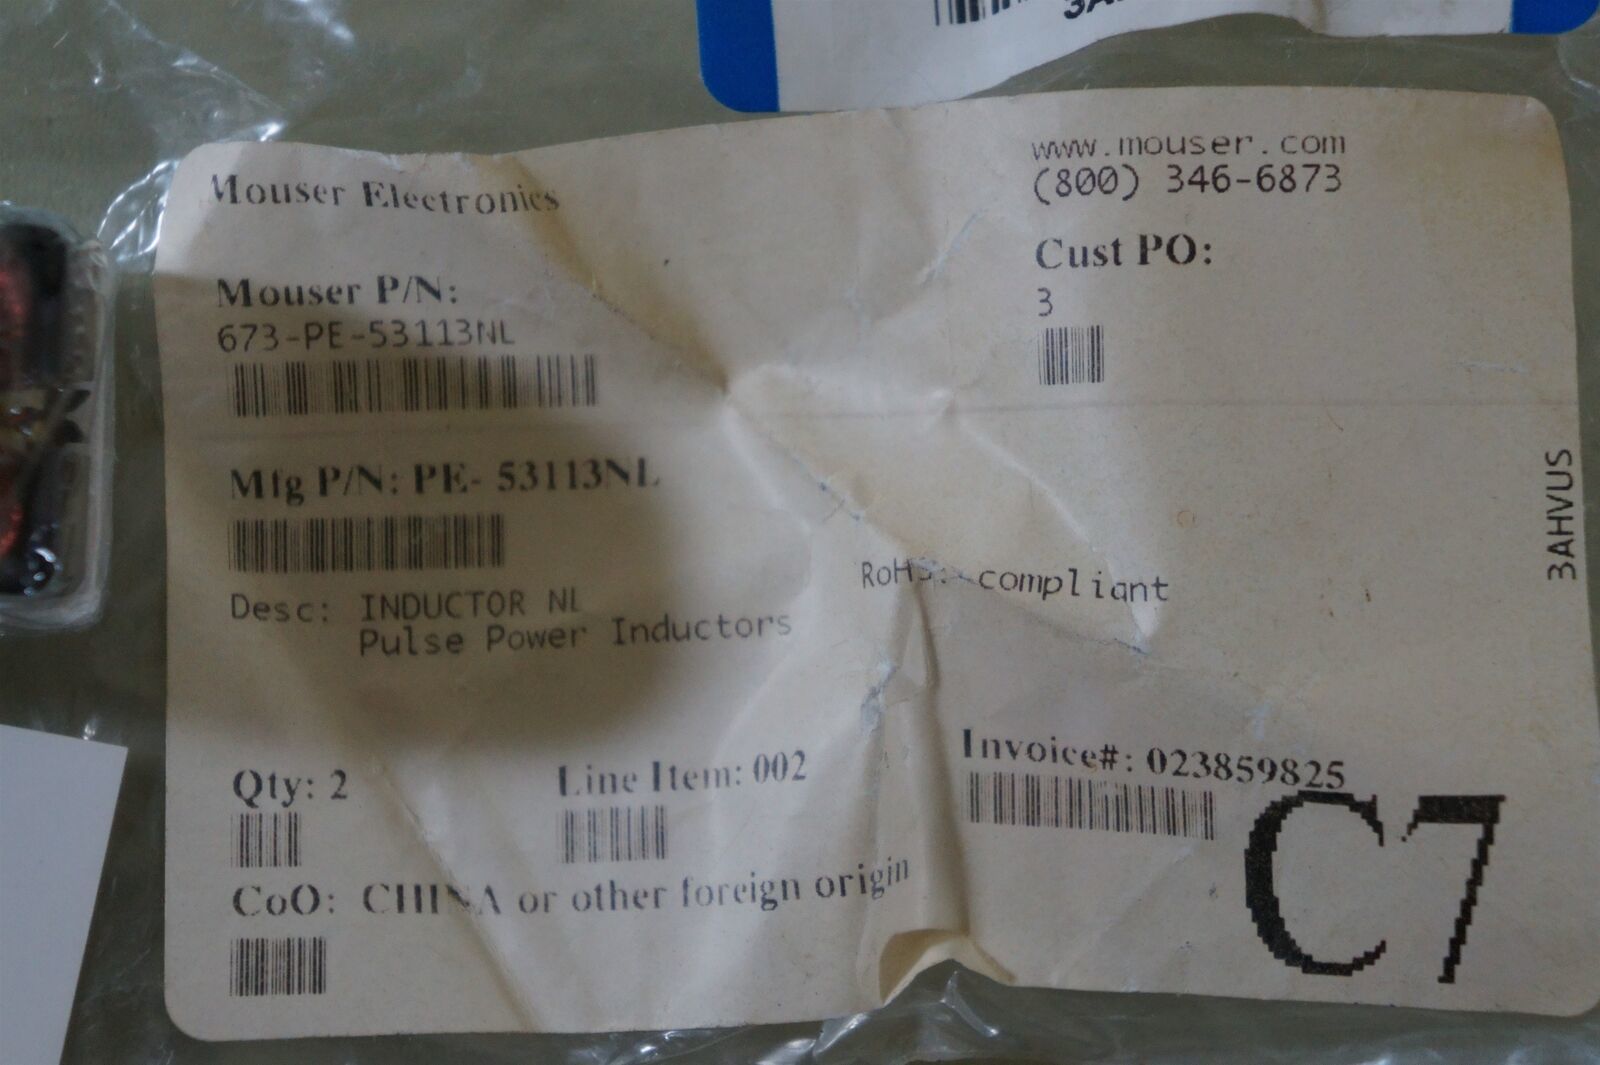 3A
Mouser Electronics
www.mouser.com
(800) 346-6873
Mouser P/N:
673-PE-53113NL
Cust PO:
3
Mfg P/N: PE- 53113NL
Desc: INDUCTOR NL
Pulse Power Inductors
RoHS: compliant
3AHVUS
Qty: 2
Line Item: 002
Invoice#: 023859825
CoO: CHINA or other foreign origin
C7